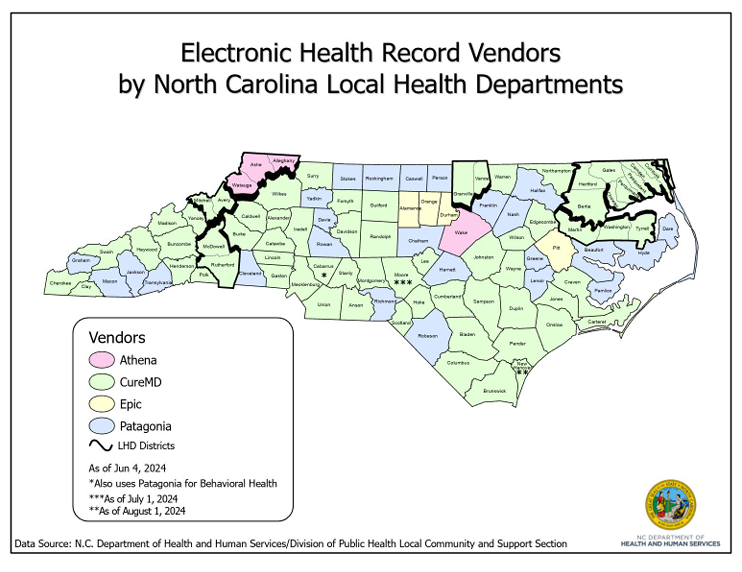 Electronic Health Record Vendors
by North Carolina Local Health Departments
Ashe
Alleghany
Surry
Stokes
Rockingham
Caswell
Person
Granville
Vance
Warren
Northampton
Gates
Hertford
Watauga
Wilkes
Yadkin
Forsyth
Guilford
Alamance
Orange
Durham
Franklin
Halifax
Bertie
Mitchell
Avery
Yancey
Madison
Caldwell
Alexander
Iredell
Davie
Davidson
Randolph
Chatham
Wake
Nash
Edgecombe
Martin
Washington
Tyrrell
Dare
Burke
McDowell
Buncombe
Haywood
Swain
Graham
Catawba
Rowan
Lee
Johnston
Wilson
Pitt
Beaufort
Hyde
Greene
Cherokee
Clay
Macon
Jackson
Transylvania
Henderson
Polk
Rutherford
Cleveland
Lincoln
Gaston
Mecklenburg
Cabarrus
*
Stanly
Montgomery
Moore
***
Harnett
Wayne
Lenoir
Craven
Pamlico
Jones
Carteret
Union
Anson
Richmond
Hoke
Cumberland
Sampson
Duplin
Onslow
Scotland
Robeson
Bladen
Pender
Columbus
Brunswick
New
Hanover
**
Vendors
Athena
CureMD
Epic
Patagonia
LHD Districts
As of Jun 4, 2024
*Also uses Patagonia for Behavioral Health
***As of July 1, 2024
**As of August 1, 2024
Data Source: N.C. Department of Health and Human Services/Division of Public Health Local Community and Support Section
NC DEPARTMENT OF
HEALTH AND HUMAN SERVICES